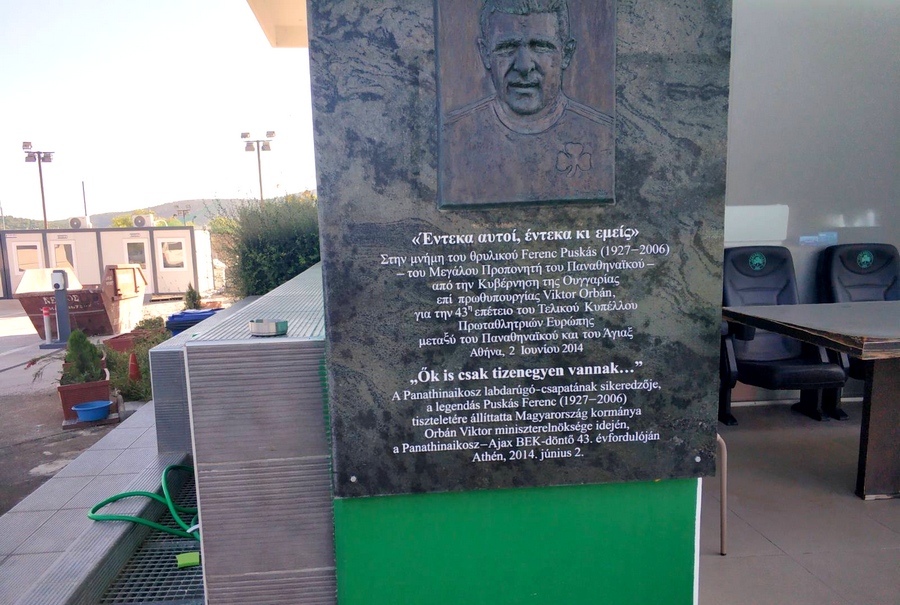 «Έντεκα αυτοί, έντεκα κι εμείς»
Στην μνήμη του θρυλικού Ferenc Puskás (1927–2006)
– του Μεγάλου Προπονητή του Παναθηναϊκού –
από την Κυβέρνηση της Ουγγαρίας
επί πρωθυπουργίας Viktor Orbán,
για την 43η επέτειο του Τελικού Κυπέλλου
Πρωταθλητριών Ευρώπης
μεταξύ του Παναθηναϊκού και του Άγιαξ
Αθήνα, 2 Ιουνίου 2014
„Ők is csak tizenegyen vannak…”
A Panathinaikosz labdarúgó-csapatának sikeredzője,
a legendás Puskás Ferenc (1927–2006)
tiszteletére állíttatta Magyarország kormánya
Orbán Viktor miniszterelnöksége idején,
a Panathinaikosz–Ajax BEK-döntő 43. évfordulóján
Athén, 2014. június 2.